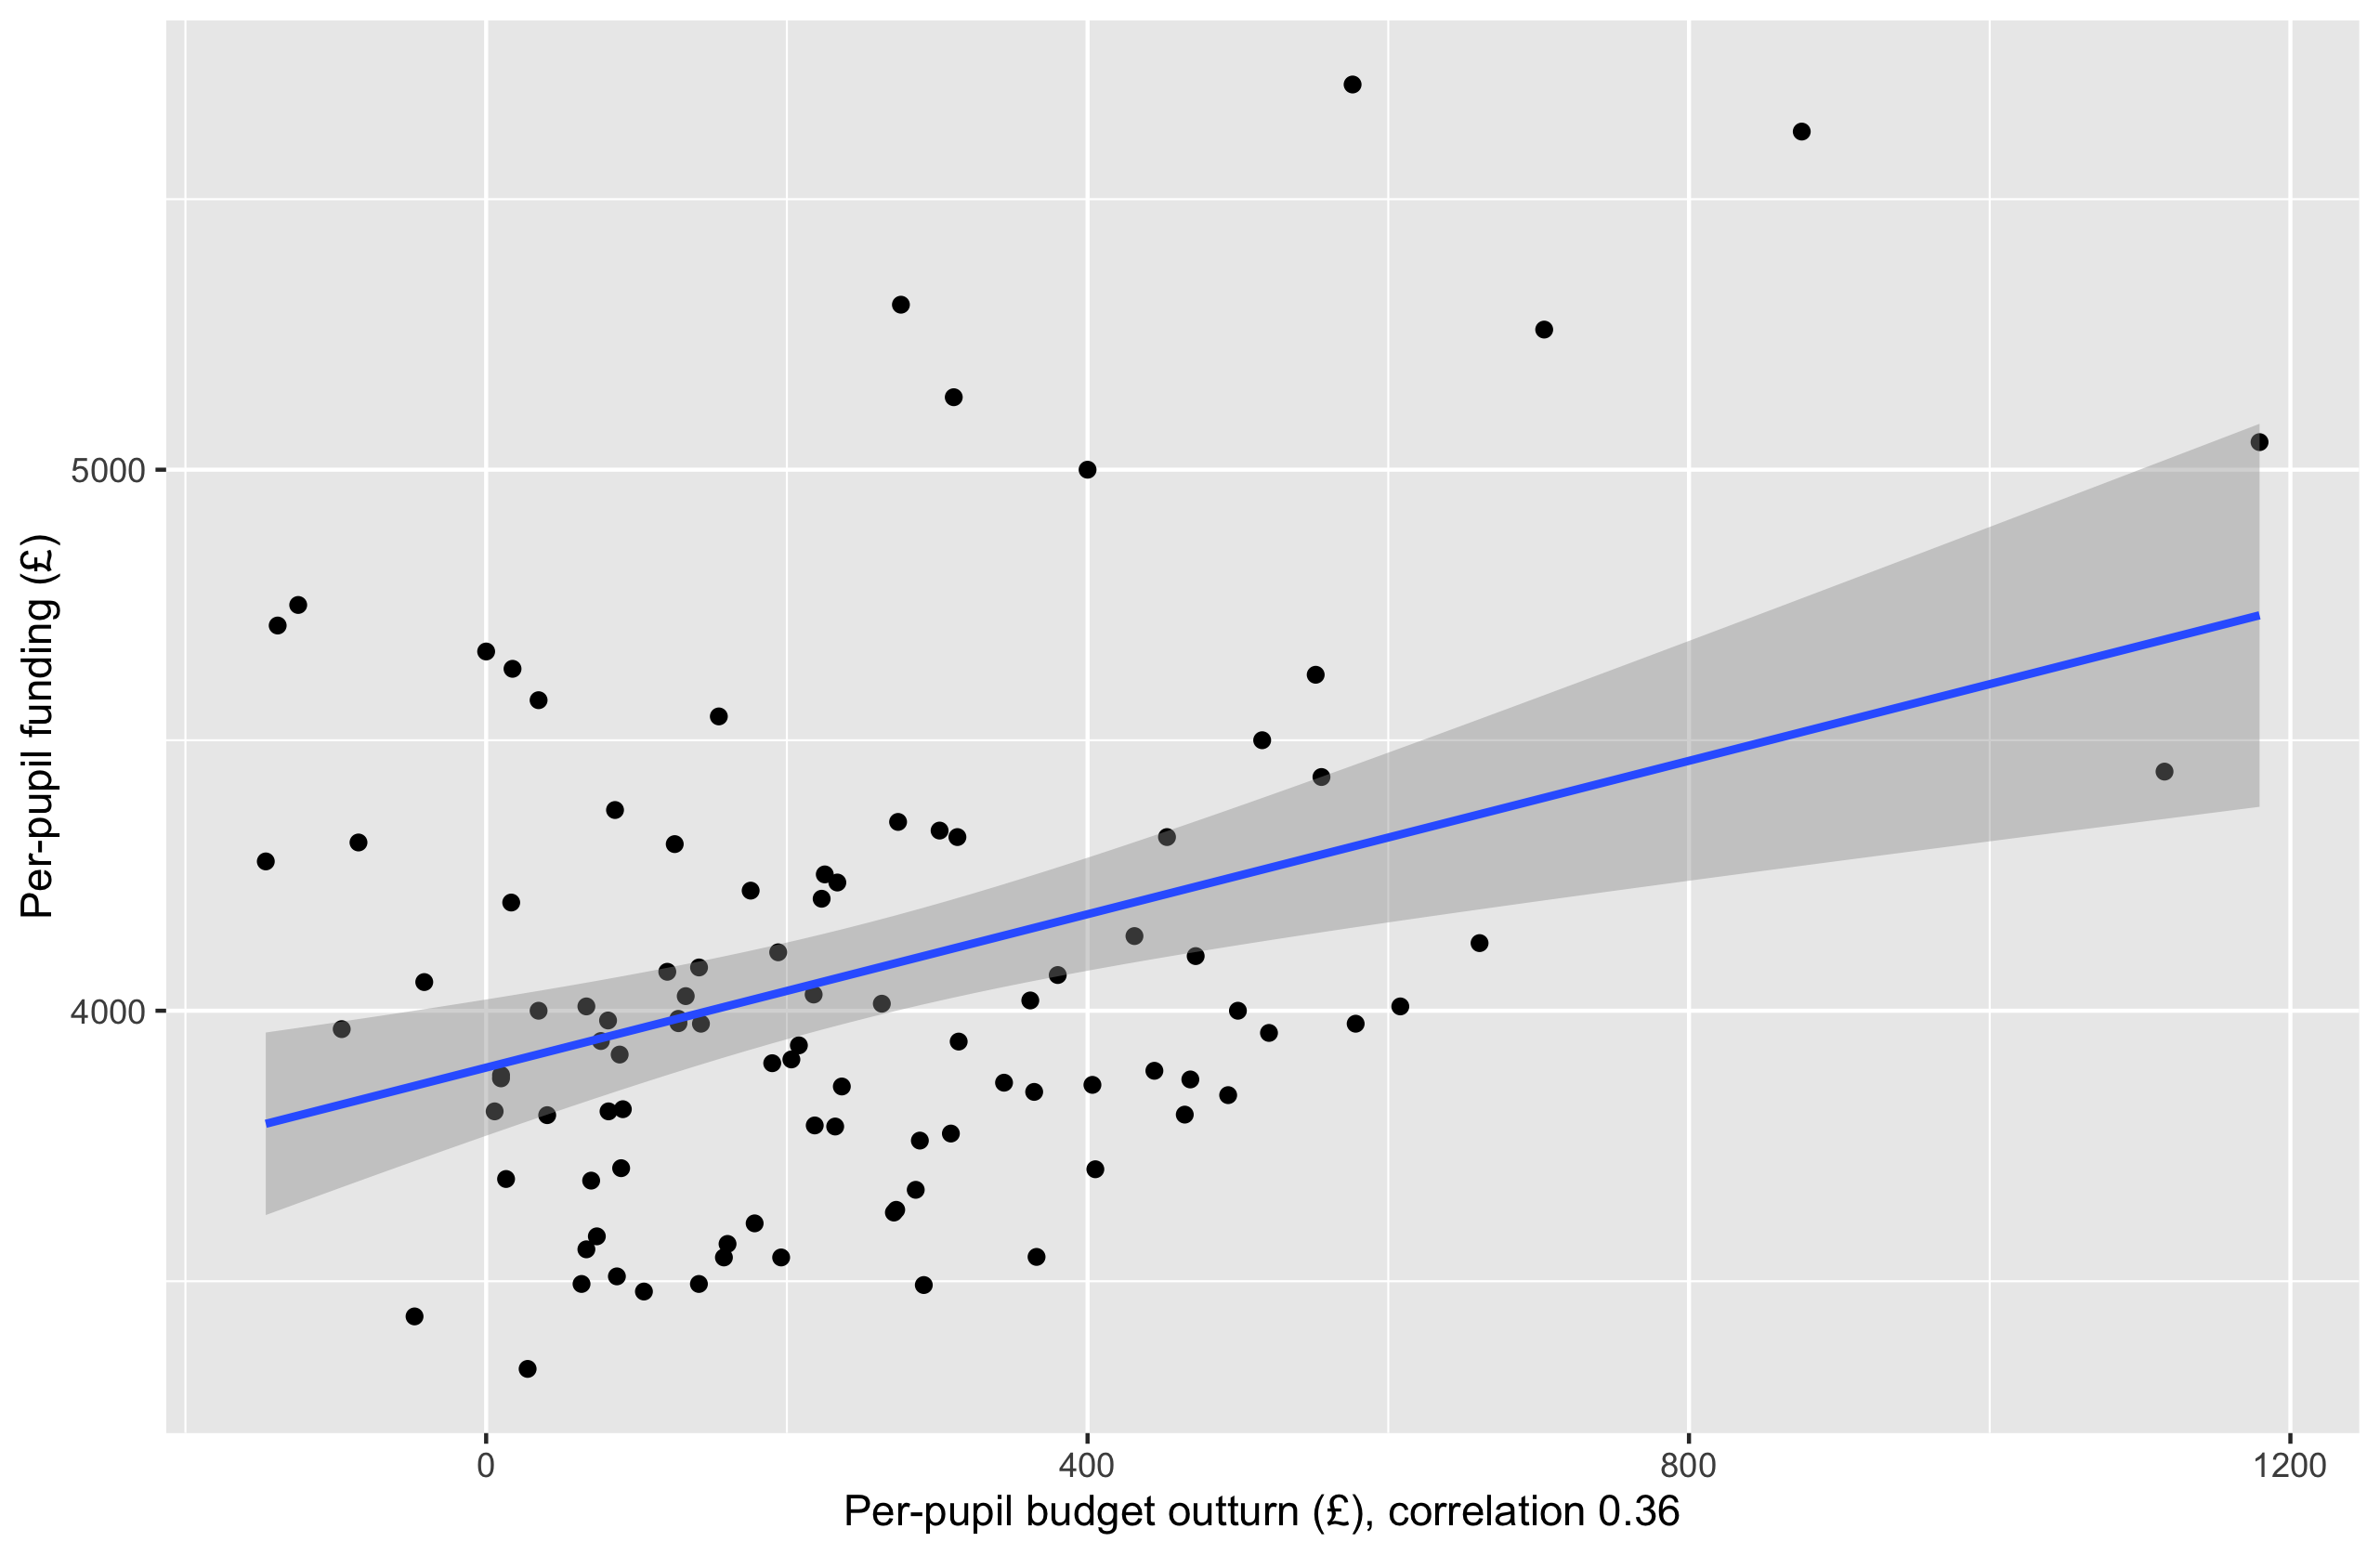 Per-pupil funding (£)
5000
4000
0 400 800 1200
Per-pupil budget outturn (£), correlation 0.36